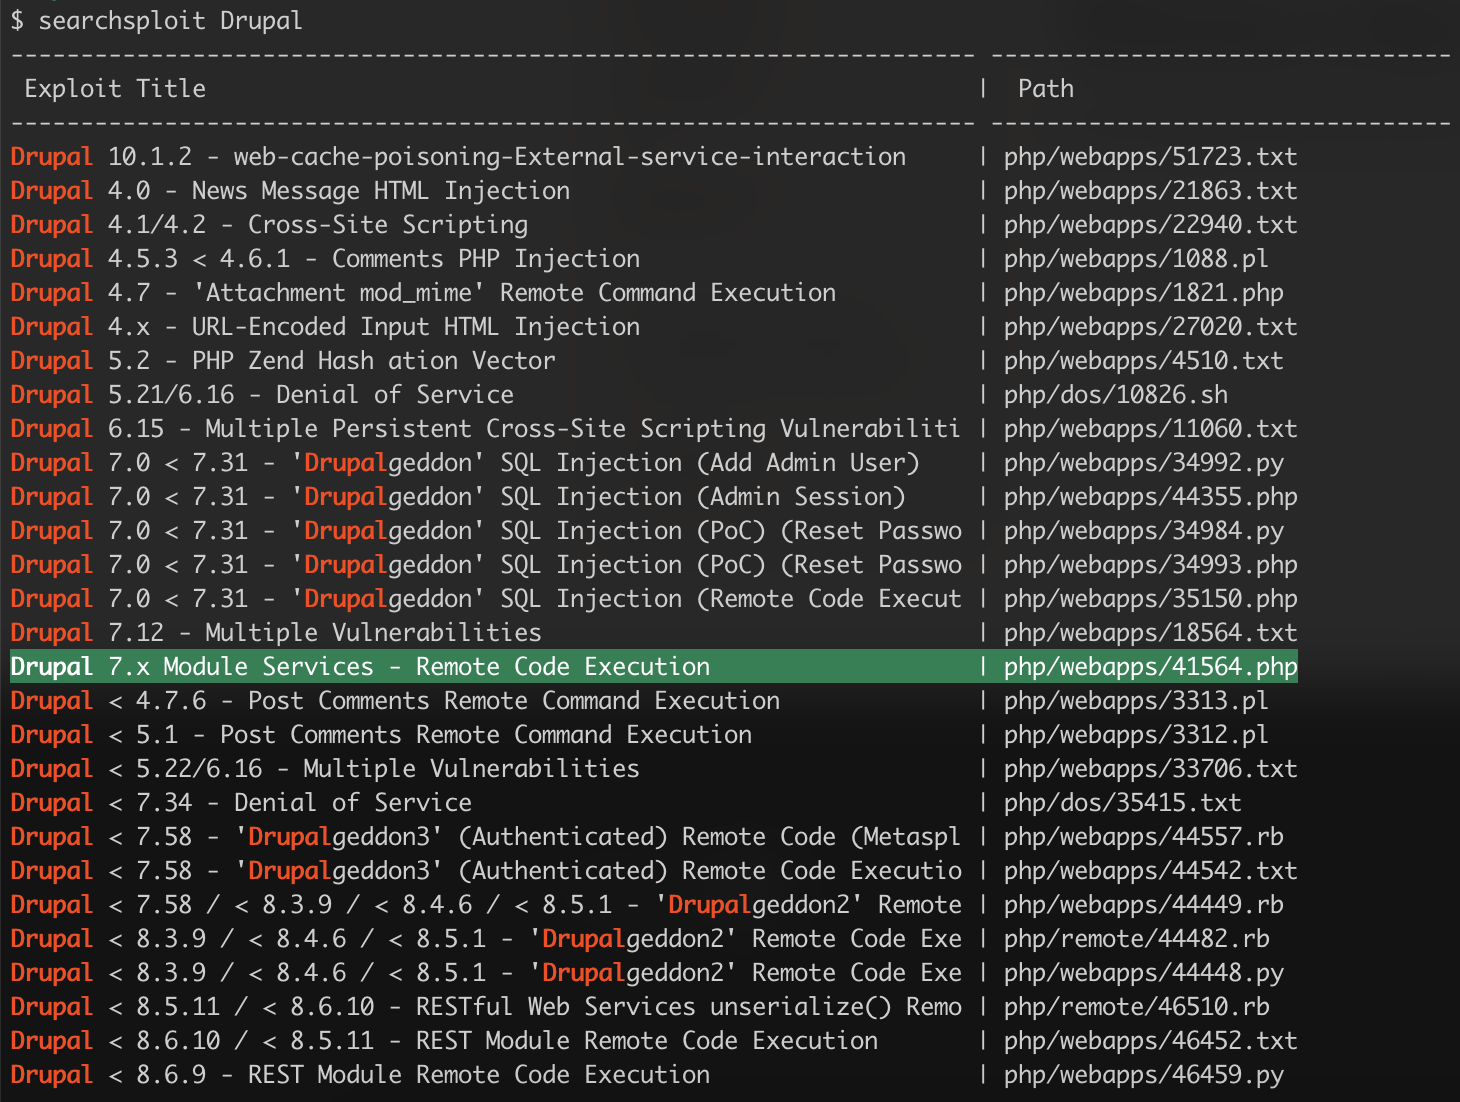 $ searchsploit Drupal
--------------------------------------------------------------------- ---------------------------------
Exploit Title | Path
--------------------------------------------------------------------- ---------------------------------
Drupal 10.1.2 - web-cache-poisoning-External-service-interaction | php/webapps/51723.txt
Drupal 4.0 - News Message HTML Injection | php/webapps/21863.txt
Drupal 4.1/4.2 - Cross-Site Scripting | php/webapps/22940.txt
Drupal 4.5.3 < 4.6.1 - Comments PHP Injection | php/webapps/1088.pl
Drupal 4.7 - 'Attachment mod_mime' Remote Command Execution | php/webapps/1821.php
Drupal 4.x - URL-Encoded Input HTML Injection | php/webapps/27020.txt
Drupal 5.2 - PHP Zend Hash ation Vector | php/webapps/4510.txt
Drupal 5.21/6.16 - Denial of Service | php/dos/10826.sh
Drupal 6.15 - Multiple Persistent Cross-Site Scripting Vulnerabiliti | php/webapps/11060.txt
Drupal 7.0 < 7.31 - 'Drupalgeddon' SQL Injection (Add Admin User) | php/webapps/34992.py
Drupal 7.0 < 7.31 - 'Drupalgeddon' SQL Injection (Admin Session) | php/webapps/44355.php
Drupal 7.0 < 7.31 - 'Drupalgeddon' SQL Injection (PoC) (Reset Passwo | php/webapps/34984.py
Drupal 7.0 < 7.31 - 'Drupalgeddon' SQL Injection (PoC) (Reset Passwo | php/webapps/34993.php
Drupal 7.0 < 7.31 - 'Drupalgeddon' SQL Injection (Remote Code Execut | php/webapps/35150.php
Drupal 7.12 - Multiple Vulnerabilities | php/webapps/18564.txt
Drupal 7.x Module Services - Remote Code Execution | php/webapps/41564.php
Drupal < 4.7.6 - Post Comments Remote Command Execution | php/webapps/3313.pl
Drupal < 5.1 - Post Comments Remote Command Execution | php/webapps/3312.pl
Drupal < 5.22/6.16 - Multiple Vulnerabilities | php/webapps/33706.txt
Drupal < 7.34 - Denial of Service | php/dos/35415.txt
Drupal < 7.58 - 'Drupalgeddon3' (Authenticated) Remote Code (Metaspl | php/webapps/44557.rb
Drupal < 7.58 - 'Drupalgeddon3' (Authenticated) Remote Code Executio | php/webapps/44542.txt
Drupal < 7.58 / < 8.3.9 / < 8.4.6 / < 8.5.1 - 'Drupalgeddon2' Remote | php/webapps/44449.rb
Drupal < 8.3.9 / < 8.4.6 / < 8.5.1 - 'Drupalgeddon2' Remote Code Exe | php/remote/44482.rb
Drupal < 8.3.9 / < 8.4.6 / < 8.5.1 - 'Drupalgeddon2' Remote Code Exe | php/webapps/44448.py
Drupal < 8.5.11 / < 8.6.10 - RESTful Web Services unserialize() Remo | php/remote/46510.rb
Drupal < 8.6.10 / < 8.5.11 - REST Module Remote Code Execution | php/webapps/46452.txt
Drupal < 8.6.9 - REST Module Remote Code Execution | php/webapps/46459.py